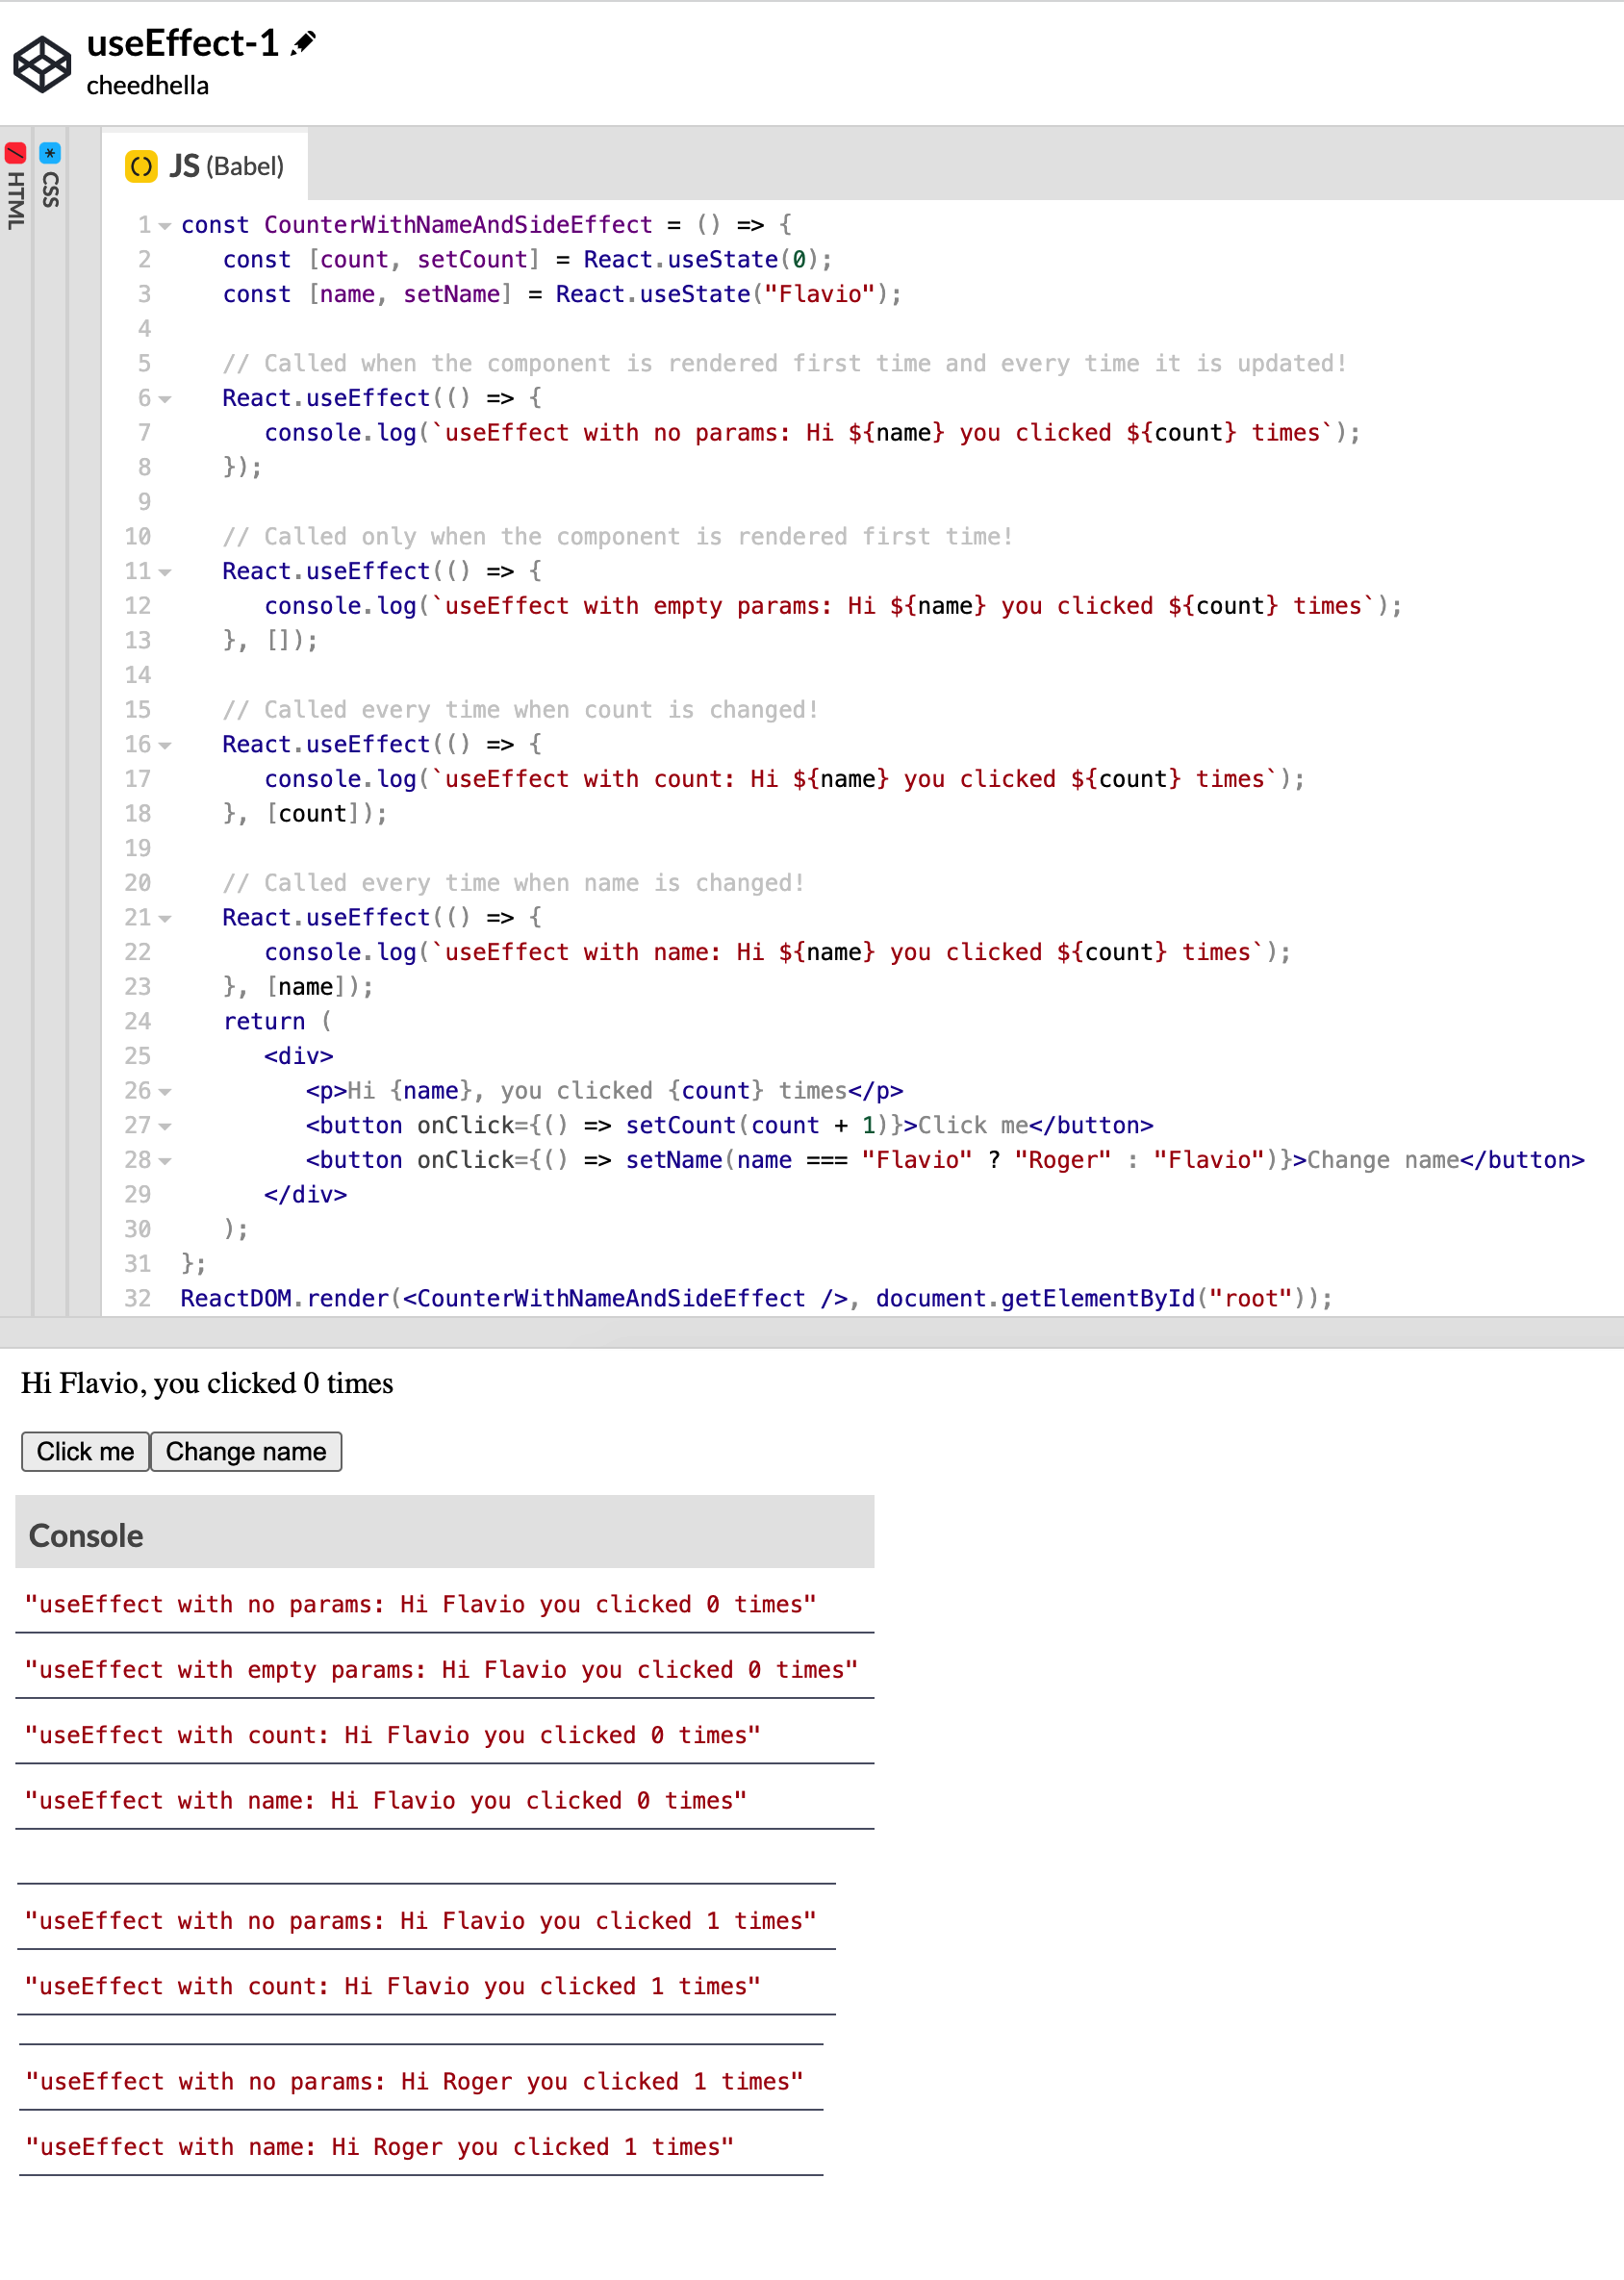 useEffect-1
cheedhella
/ HTML
* CSS
() JS (Babel)
1 const CounterWithNameAndSideEffect = () => {
2    const [count, setCount] = React.useState(0);
3    const [name, setName] = React.useState("Flavio");
4
5    // Called when the component is rendered first time and every time it is updated!
6    React.useEffect(() => {
7       console.log(`useEffect with no params: Hi ${name} you clicked ${count} times`);
8    });
9
10    // Called only when the component is rendered first time!
11    React.useEffect(() => {
12       console.log(`useEffect with empty params: Hi ${name} you clicked ${count} times`);
13    }, []);
14
15    // Called every time when count is changed!
16    React.useEffect(() => {
17       console.log(`useEffect with count: Hi ${name} you clicked ${count} times`);
18    }, [count]);
19
20    // Called every time when name is changed!
21    React.useEffect(() => {
22       console.log(`useEffect with name: Hi ${name} you clicked ${count} times`);
23    }, [name]);
24    return (
25       <div>
26          <p>Hi {name}, you clicked {count} times</p>
27          <button onClick={() => setCount(count + 1)}>Click me</button>
28          <button onClick={() => setName(name === "Flavio" ? "Roger" : "Flavio")}>Change name</button>
29       </div>
30    );
31 };
32 ReactDOM.render(<CounterWithNameAndSideEffect />, document.getElementById("root"));
Hi Flavio, you clicked 0 times
Click me Change name
Console
"useEffect with no params: Hi Flavio you clicked 0 times"
"useEffect with empty params: Hi Flavio you clicked 0 times"
"useEffect with count: Hi Flavio you clicked 0 times"
"useEffect with name: Hi Flavio you clicked 0 times"
"useEffect with no params: Hi Flavio you clicked 1 times"
"useEffect with count: Hi Flavio you clicked 1 times"
"useEffect with no params: Hi Roger you clicked 1 times"
"useEffect with name: Hi Roger you clicked 1 times"